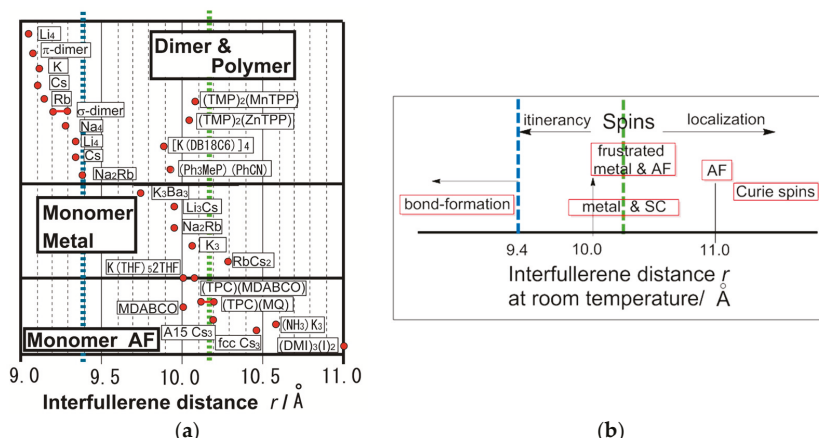 Li₄
π-dimer
K
Cs
Rb
σ-dimer
Na₄
Li₄
Cs
Na₂Rb
Dimer &
Polymer
(TMP)₂(MnTPP)
(TMP)₂(ZnTPP)
[K(DB18C6)]₄
(Ph₃MeP)(PhCN)
Monomer
Metal
K₃Ba₃
Li₃Cs
Na₂Rb
K₃
RbCs₂
K(THF)₅2THF
(TPC)(MDABCO)
MDABCO
(TPC)(MQ)
A15 Cs₃
(NH₃)K₃
fcc Cs₃
(DMI)₃(I)₂
Monomer AF
9.0 9.5 10.0 10.5 11.0
Interfullerene distance r/Å
(a)
itinerancy Spins localization
frustrated
metal & AF
AF
Curie spins
bond-formation
metal & SC
9.4 10.0 11.0
Interfullerene distance r
at room temperature/ Å
(b)